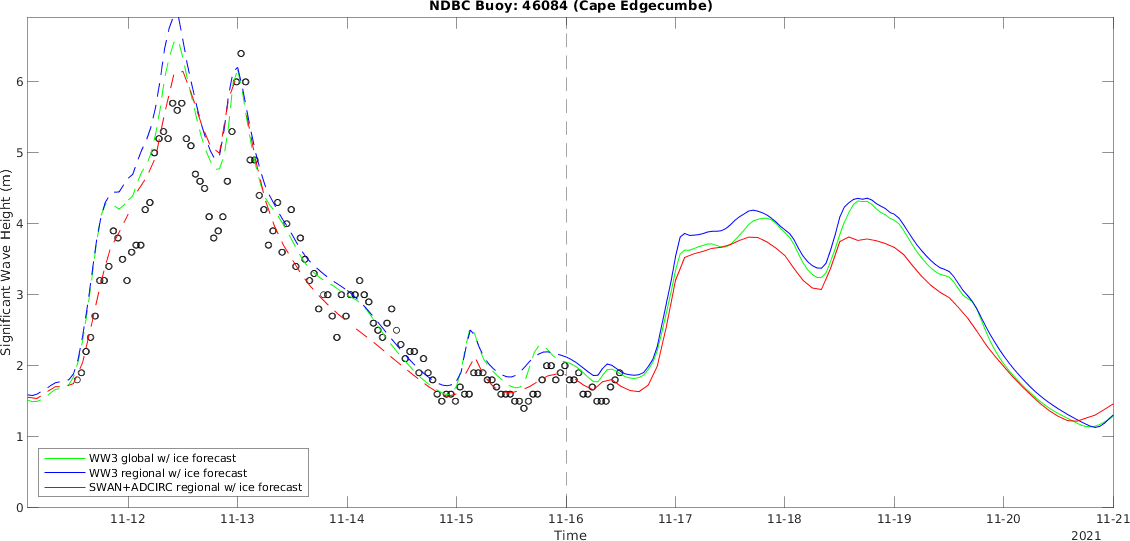 NDBC Buoy: 46084 (Cape Edgecumbe)
Significant Wave Height (m)
6
5
4
3
2
1
0
WW3 global w/ ice forecast
WW3 regional w/ ice forecast
SWAN+ADCIRC regional w/ ice forecast
11-12 11-13 11-14 11-15 11-16 11-17 11-18 11-19 11-20 11-21
Time
2021